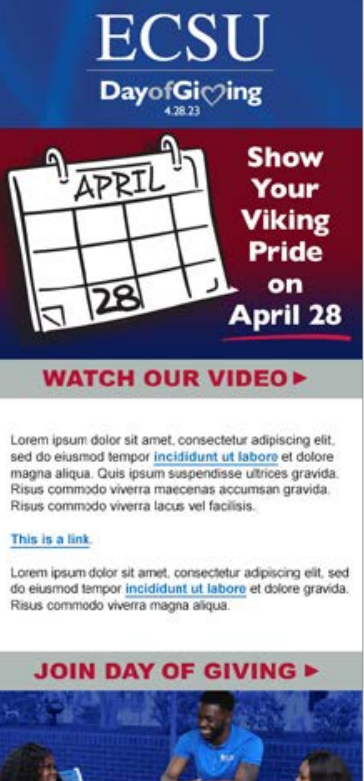 ECSU
DayofGiving
4.28.23
APRIL
28
Show
Your
Viking
Pride
on
April 28
WATCH OUR VIDEO ▶
Lorem ipsum dolor sit amet, consectetur adipiscing elit,
sed do eiusmod tempor incididunt ut labore et dolore
magna aliqua. Quis ipsum suspendisse ultrices gravida.
Risus commodo viverra maecenas accumsan gravida.
Risus commodo viverra lacus vel facilisis.
This is a link.
Lorem ipsum dolor sit amet, consectetur adipiscing elit, sed
do eiusmod tempor incididunt ut labore et dolore gravida.
Risus commodo viverra magna aliqua.
JOIN DAY OF GIVING ▶